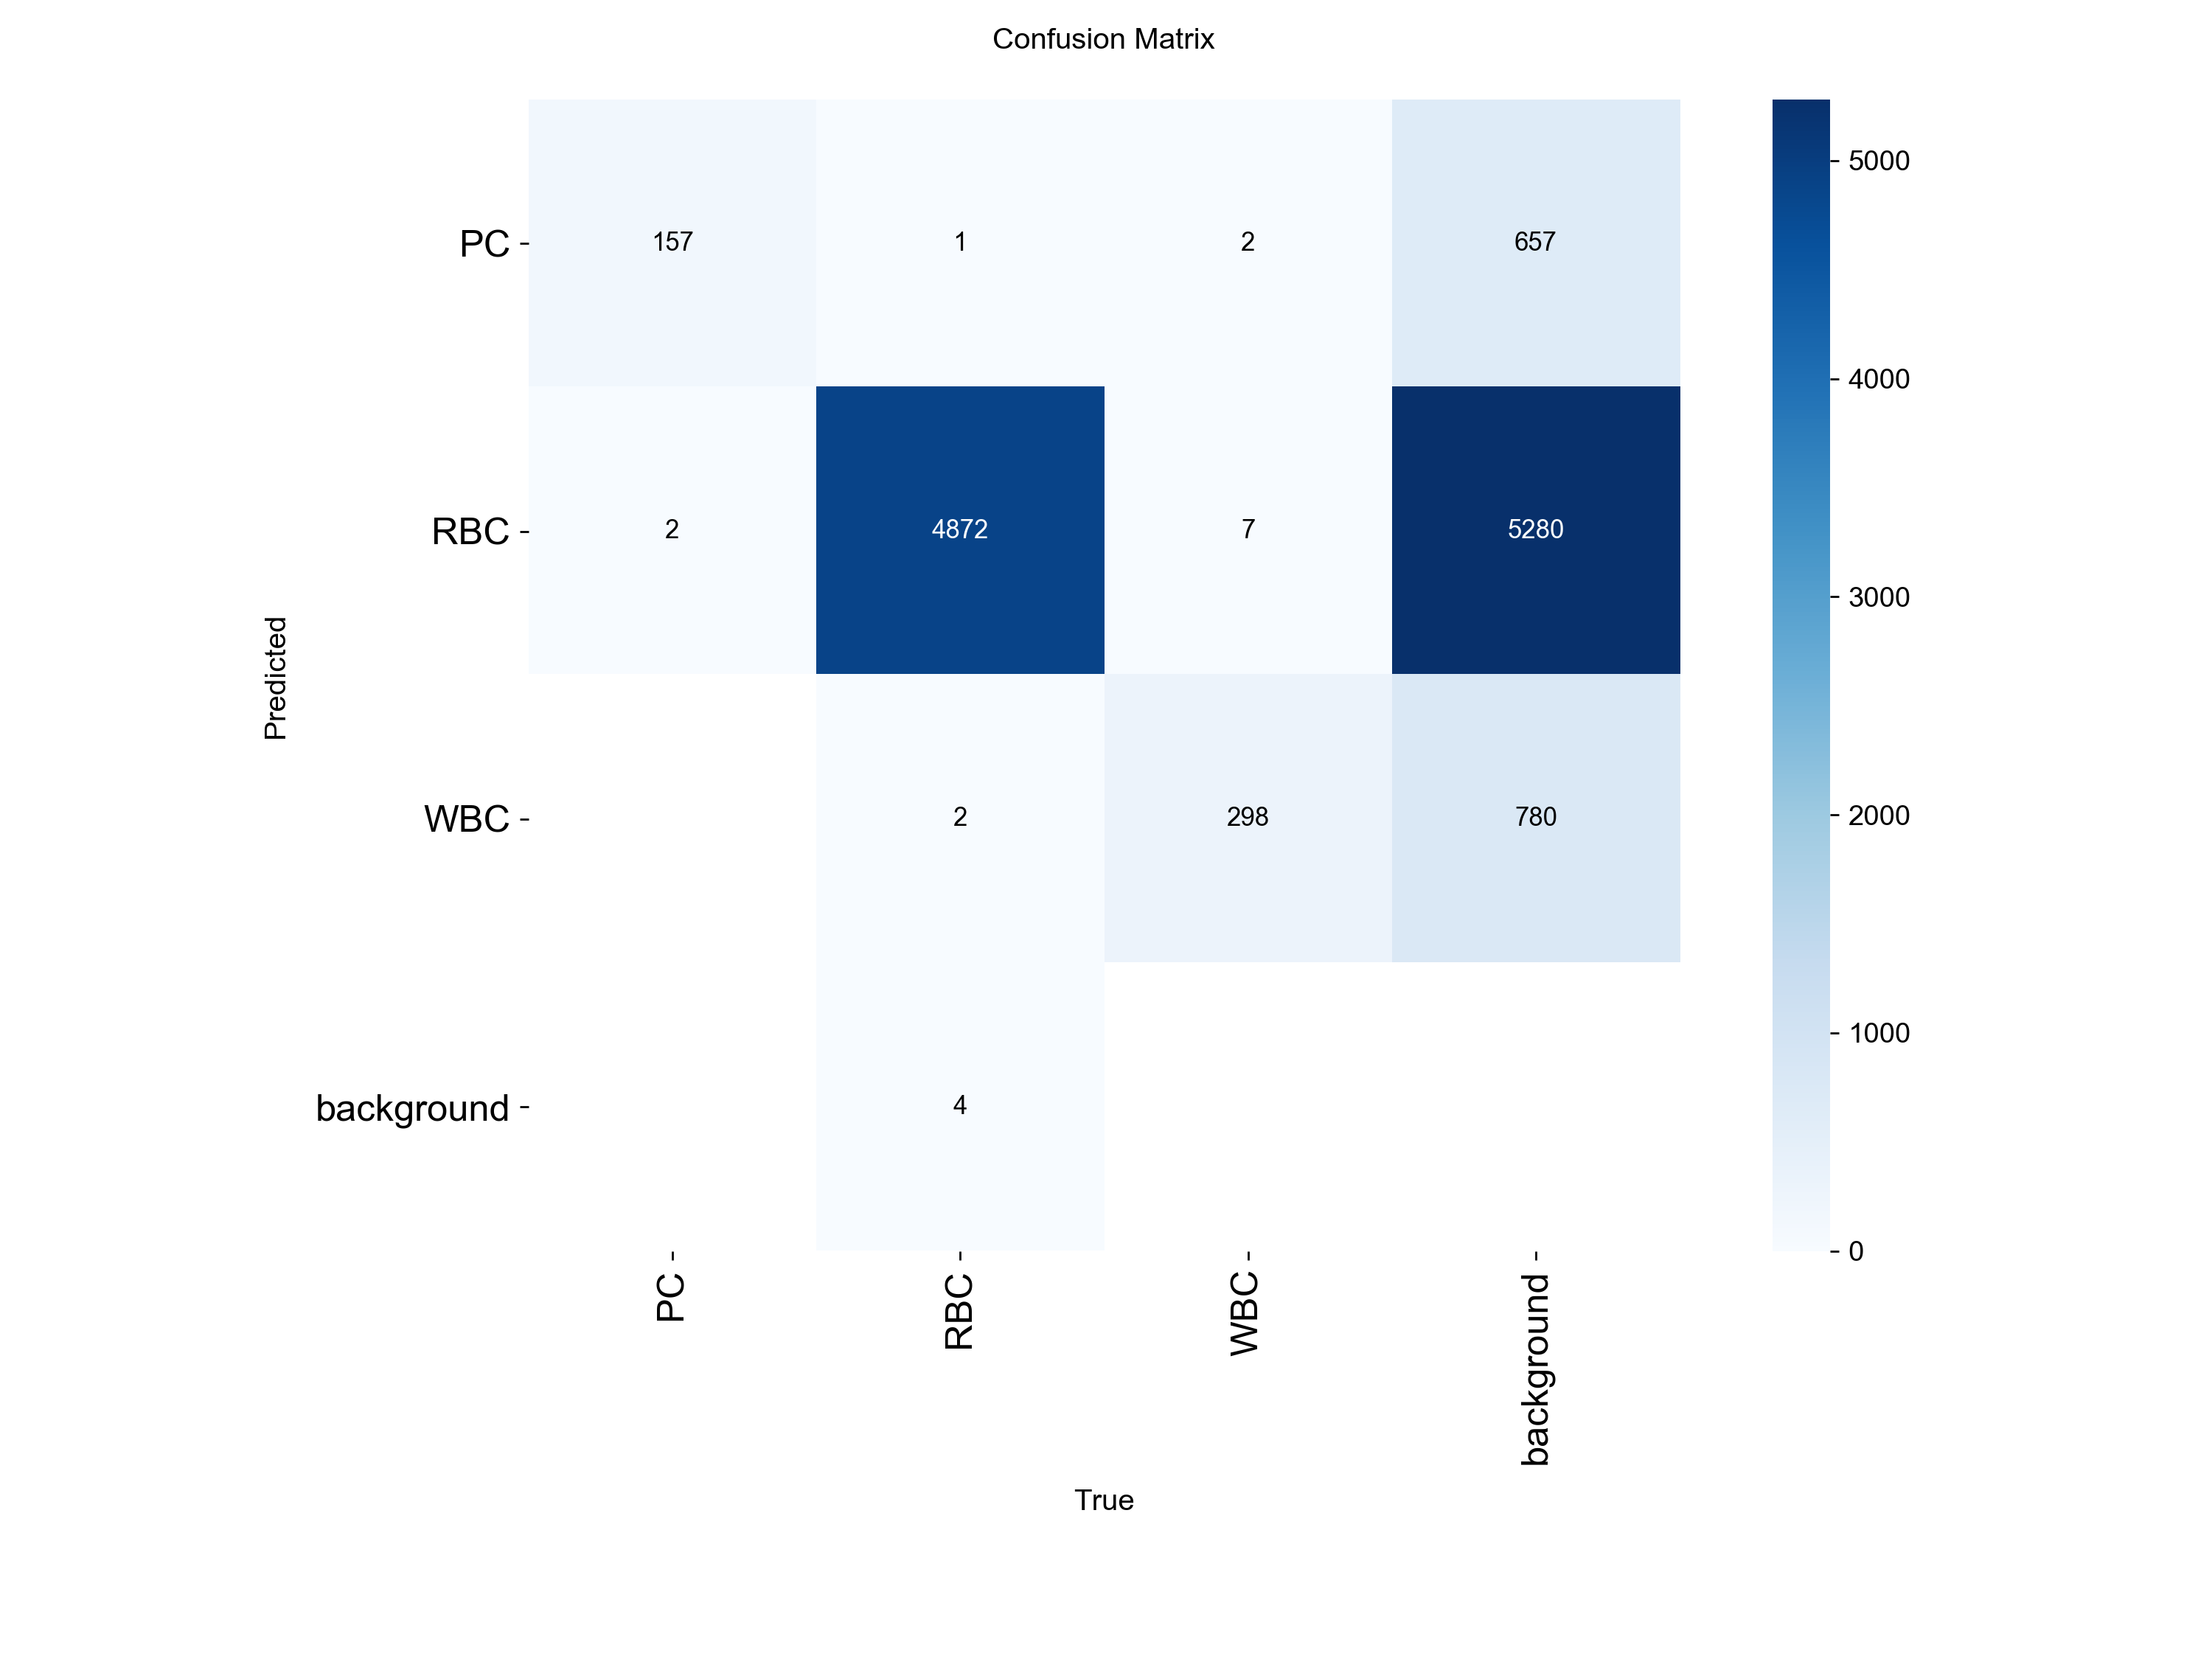 Confusion Matrix
PC
157
1
2
657
RBC
2
4872
7
5280
WBC
2
298
780
background
4
Predicted
PC
RBC
WBC
background
True
5000
4000
3000
2000
1000
0